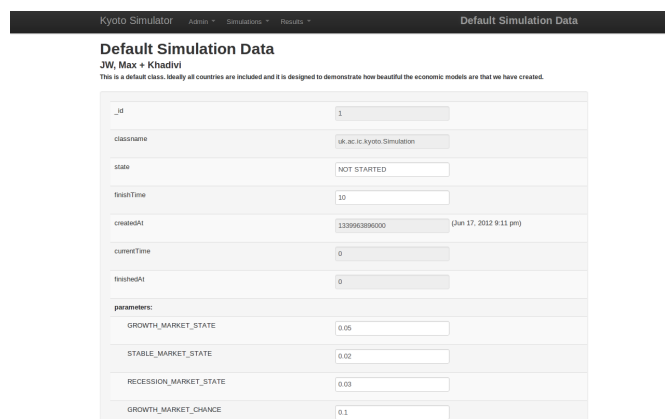 Kyoto Simulator Admin Simulations Results Default Simulation Data
Default Simulation Data
JW, Max + Khadivi
This is a default class. Ideally all countries are included and it is designed to demonstrate how beautiful the economic models are that we have created.
_id 1
classname uk.ac.ic.kyoto.Simulation
state NOT STARTED
finishTime 10
createdAt 1339963896000 (Jun 17, 2012 9:11 pm)
currentTime 0
finishedAt 0
parameters:
GROWTH_MARKET_STATE 0.05
STABLE_MARKET_STATE 0.02
RECESSION_MARKET_STATE 0.03
GROWTH_MARKET_CHANCE 0.1